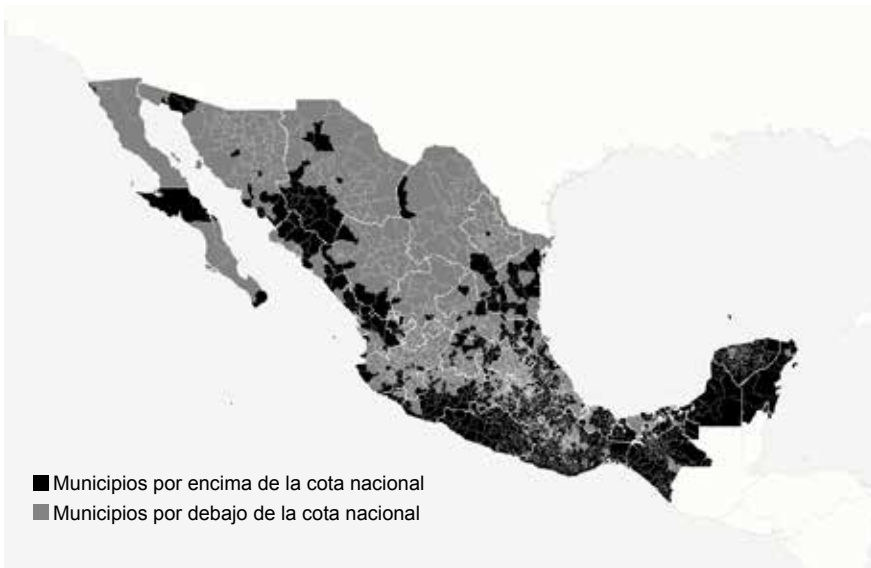 Municipios por encima de la cota nacional
Municipios por debajo de la cota nacional